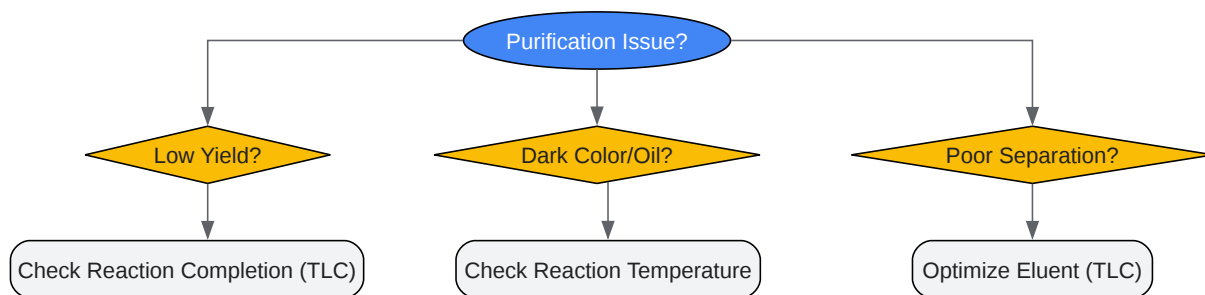 Purification Issue?
Low Yield?
Dark Color/Oil?
Poor Separation?
Check Reaction Completion (TLC)
Check Reaction Temperature
Optimize Eluent (TLC)